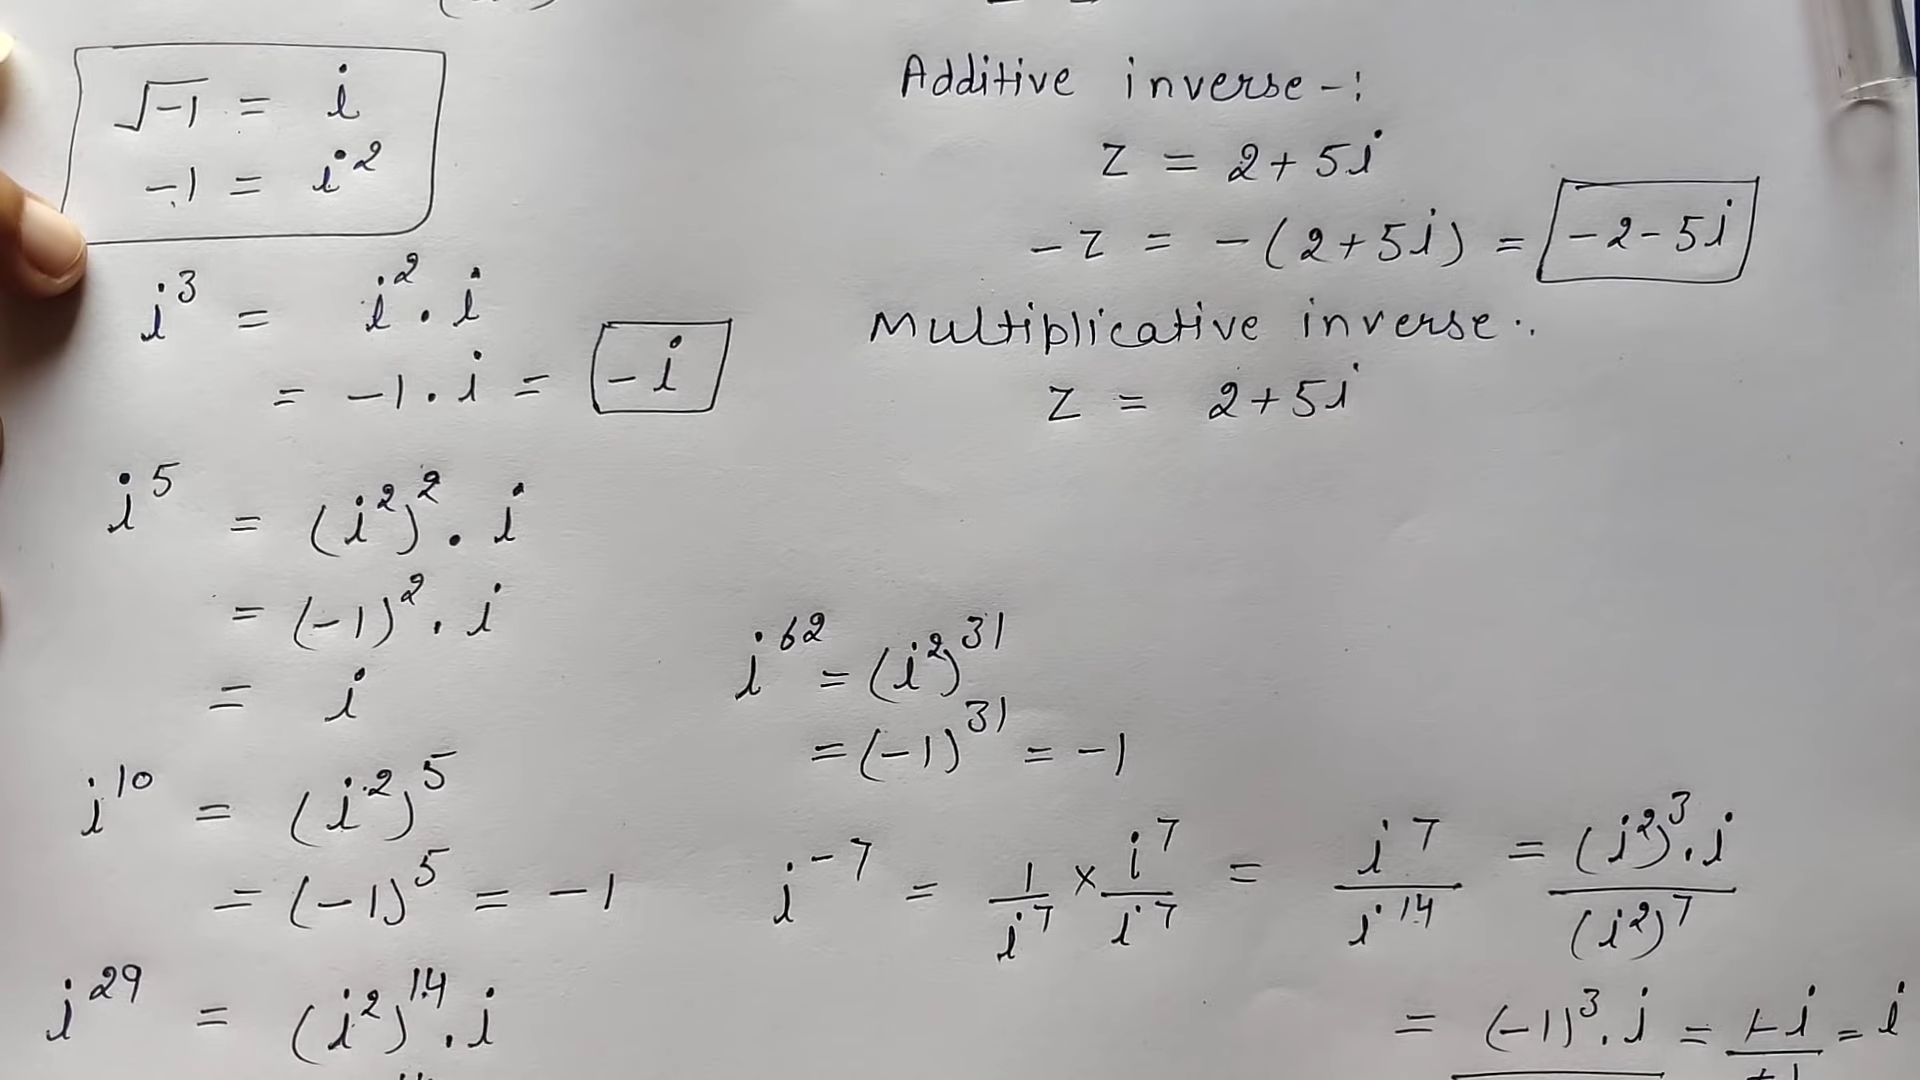 √-1 = i
-1 = i²
i³ = i² . i
= -1 . i = -i
i⁵ = (i²)² . i
= (-1)² . i
= i
i¹⁰ = (i²)⁵
= (-1)⁵ = -1
i²⁹ = (i²)¹⁴ . i
Additive inverse -:
z = 2 + 5i
-z = -(2+5i) = -2-5i
Multiplicative inverse :.
z = 2+5i
i⁶² = (i²)³¹
= (-1)³¹ = -1
i⁻⁷ = 1/i⁷ × i⁷/i⁷ = i⁷/i¹⁴ = (i²)³.i/(i²)⁷
= (-1)³ . i = -i = i